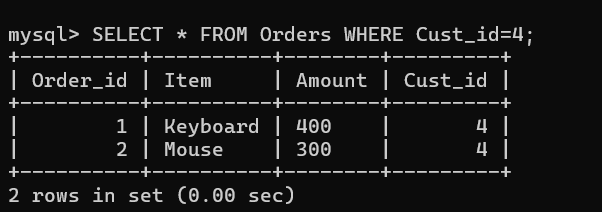 mysql> SELECT * FROM Orders WHERE Cust_id=4;
+----------+----------+--------+---------+
| Order_id | Item     | Amount | Cust_id |
+----------+----------+--------+---------+
|        1 | Keyboard | 400    |       4 |
|        2 | Mouse    | 300    |       4 |
+----------+----------+--------+---------+
2 rows in set (0.00 sec)